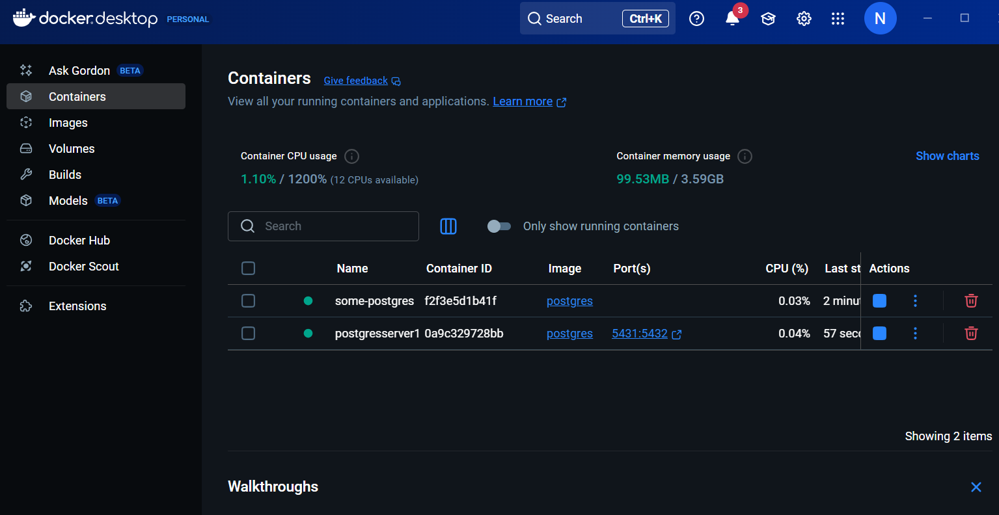 docker.desktop PERSONAL Search Ctrl+K 3 N
Ask Gordon BETA
Containers
Images
Volumes
Builds
Models BETA
Docker Hub
Docker Scout
Extensions
Containers Give feedback
View all your running containers and applications. Learn more
Container CPU usage
1.10% / 1200% (12 CPUs available)
Container memory usage
99.53MB / 3.59GB
Show charts
Search
Only show running containers
Name Container ID Image Port(s) CPU (%) Last st Actions
some-postgres f2f3e5d1b41f postgres 0.03% 2 minu
postgresserver1 0a9c329728bb postgres 5431:5432 0.04% 57 sec
Showing 2 items
Walkthroughs